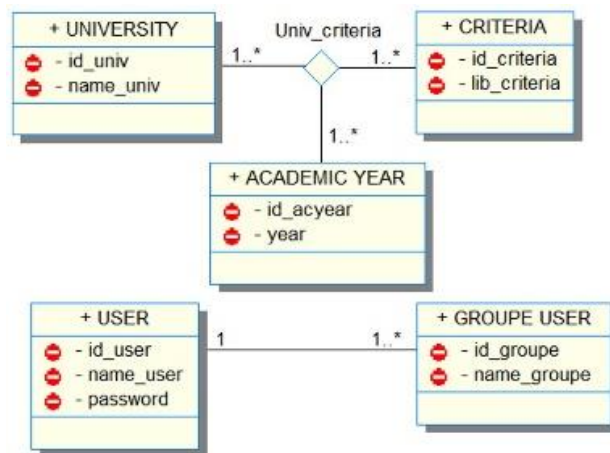 + UNIVERSITY
- id_univ
- name_univ
1..*
Univ_criteria
1..*
+ CRITERIA
- id_criteria
- lib_criteria
1..*
+ ACADEMIC YEAR
- id_acyear
- year
+ USER
- id_user
- name_user
- password
1
1..*
+ GROUPE USER
- id_groupe
- name_groupe